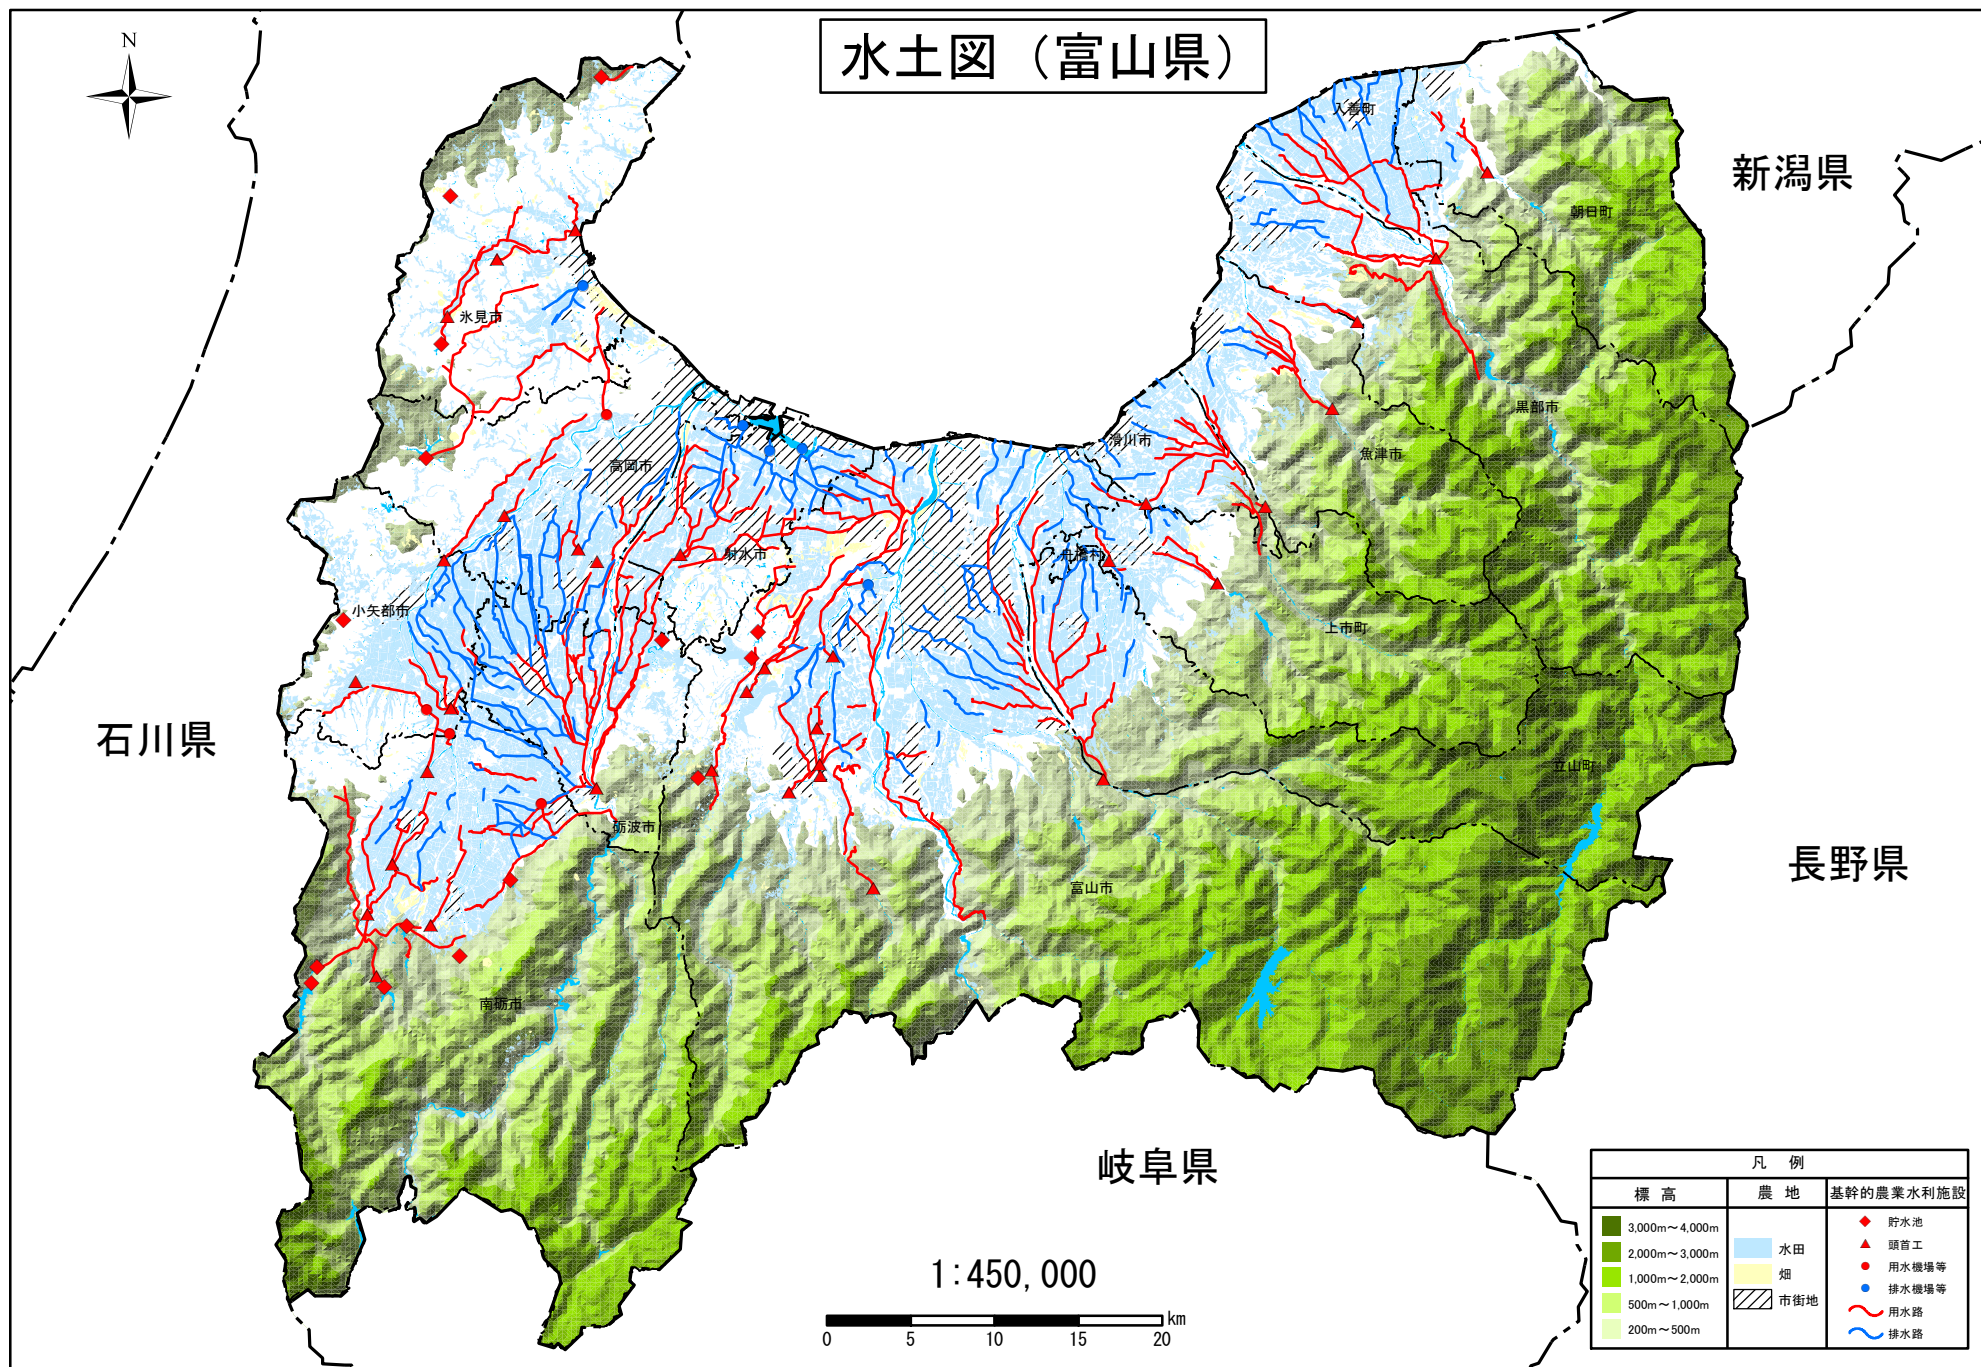 水土図（富山県）
N
新潟県
石川県
長野県
岐阜県
入善町
朝日町
氷見市
黒部市
滑川市
魚津市
高岡市
射水市
舟橋村
小矢部市
上市町
立山町
砺波市
富山市
南砺市
1:450,000
km
0 5 10 15 20
凡 例
標 高 農 地 基幹的農業水利施設
3,000m～4,000m
2,000m～3,000m
1,000m～2,000m
500m～1,000m
200m～500m
水田
畑
市街地
貯水池
頭首工
用水機場等
排水機場等
用水路
排水路